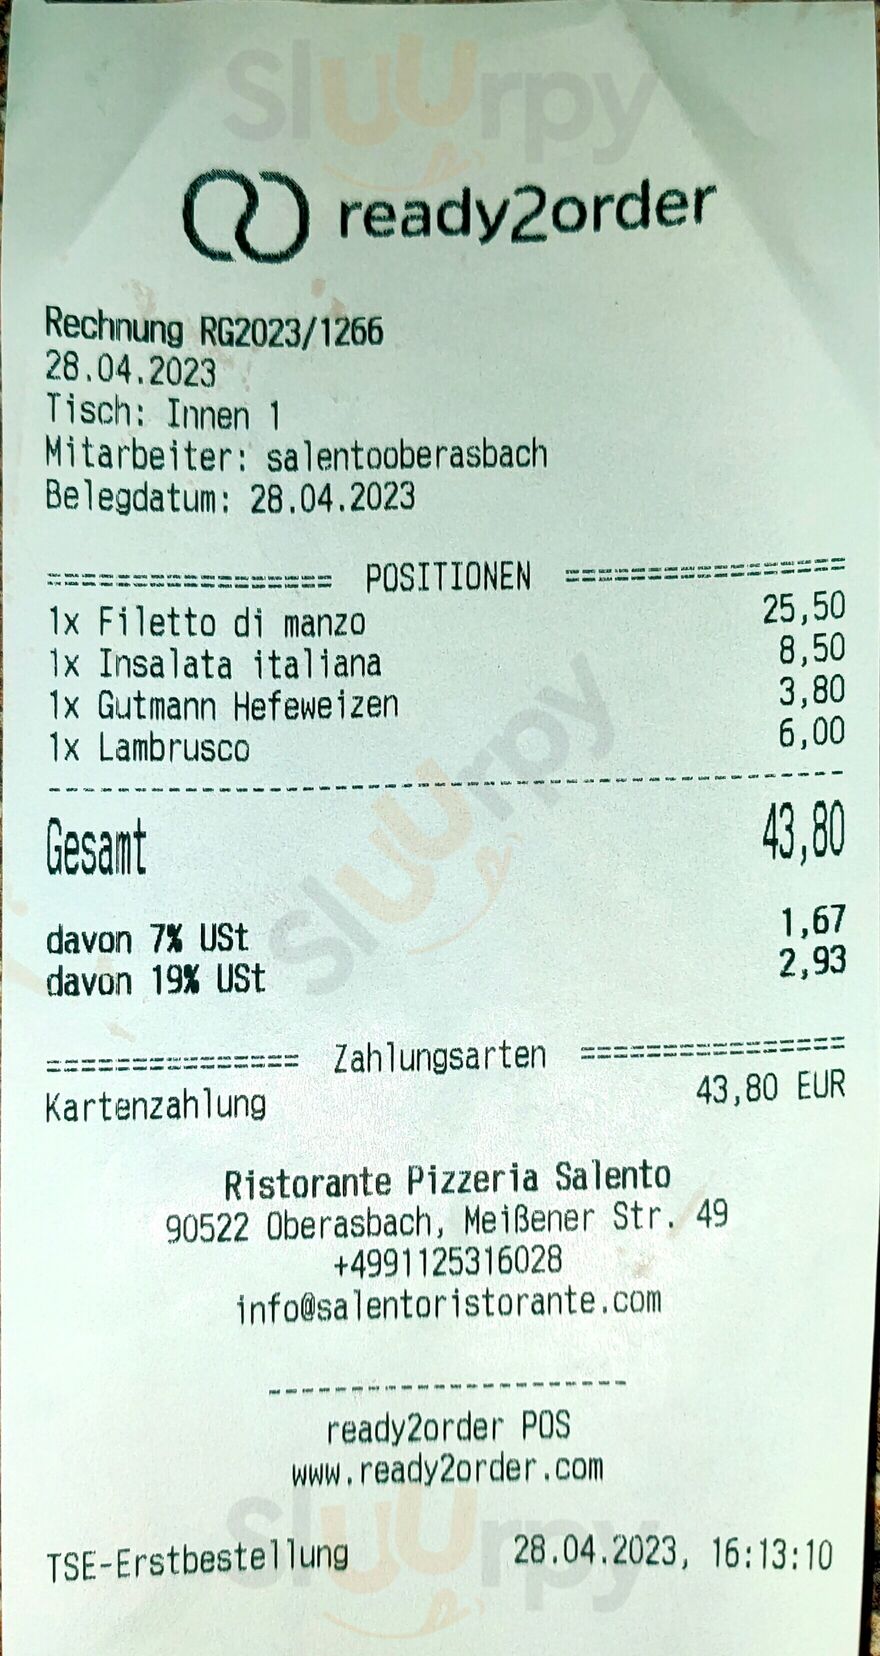 Sluurpy
ready2order
Rechnung RG2023/1266
28.04.2023
Tisch: Innen 1
Mitarbeiter: salentooberasbach
Belegdatum: 28.04.2023
================== POSITIONEN ==================
1x Filetto di manzo 25,50
1x Insalata italiana 8,50
1x Gutmann Hefeweizen 3,80
1x Lambrusco 6,00
Gesamt 43,80
Sluurpy
davon 7% USt 1,67
davon 19% USt 2,93
================ Zahlungsarten ================
Kartenzahlung 43,80 EUR
Ristorante Pizzeria Salento
90522 Oberasbach, Meißener Str. 49
+4991125316028
info@salentoristorante.com
----------------------
ready2order POS
www.ready2order.com
Sluurpy
TSE-Erstbestellung 28.04.2023, 16:13:10